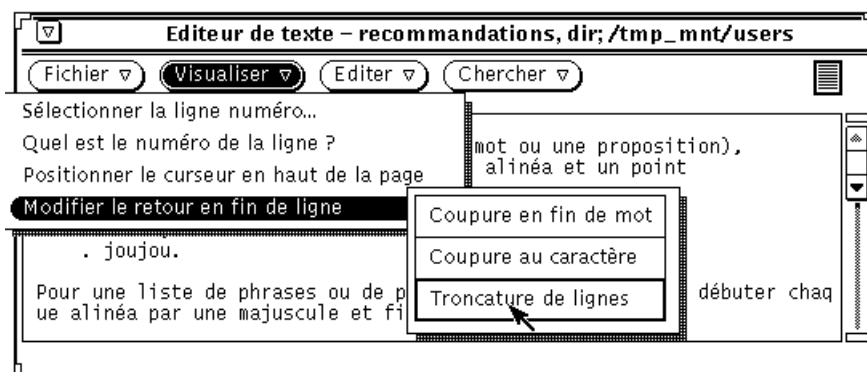 Editeur de texte – recommandations, dir; /tmp_mnt/users
Fichier Visualiser Editer Chercher
Sélectionner la ligne numéro...
Quel est le numéro de la ligne ?
Positionner le curseur en haut de la page
Modifier le retour en fin de ligne
mot ou une proposition),
alinéa et un point
Coupure en fin de mot
Coupure au caractère
Troncature de lignes
. joujou.
Pour une liste de phrases ou de p débuter chaq
ue alinéa par une majuscule et fi